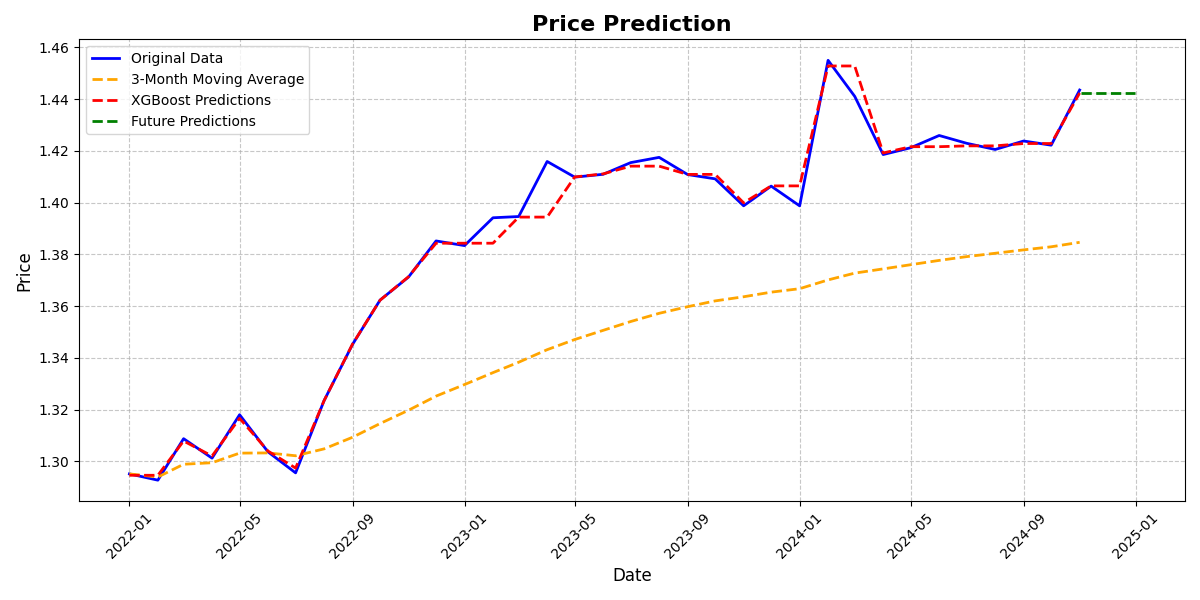 Price Prediction
Original Data
3-Month Moving Average
XGBoost Predictions
Future Predictions
1.46
1.44
1.42
1.40
1.38
1.36
1.34
1.32
1.30
Price
2022-01
2022-05
2022-09
2023-01
2023-05
2023-09
2024-01
2024-05
2024-09
2025-01
Date